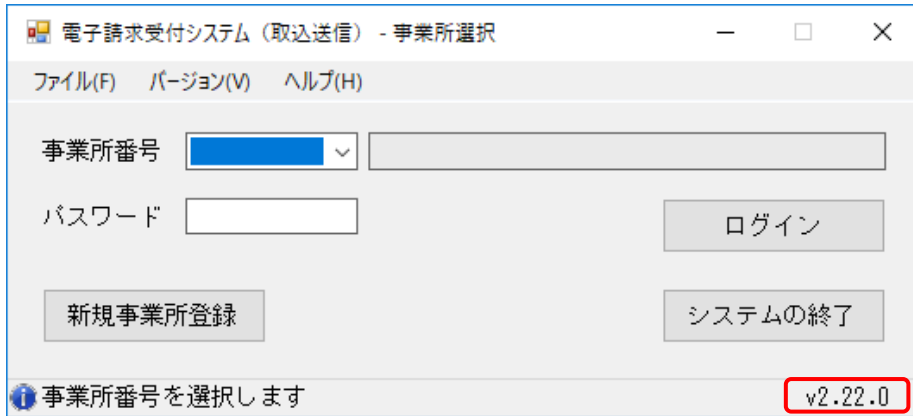 電子請求受付システム（取込送信） - 事業所選択
ファイル(F) バージョン(V) ヘルプ(H)
事業所番号
パスワード
ログイン
新規事業所登録 システムの終了
事業所番号を選択します v2.22.0